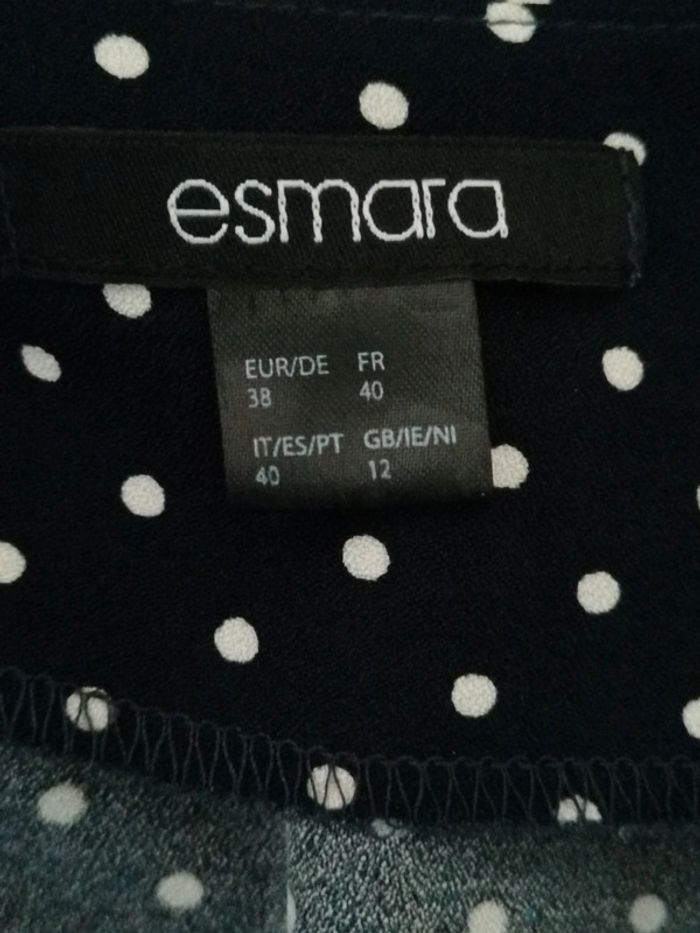 esmara
EUR/DE FR
38 40
IT/ES/PT GB/IE/NI
40 12